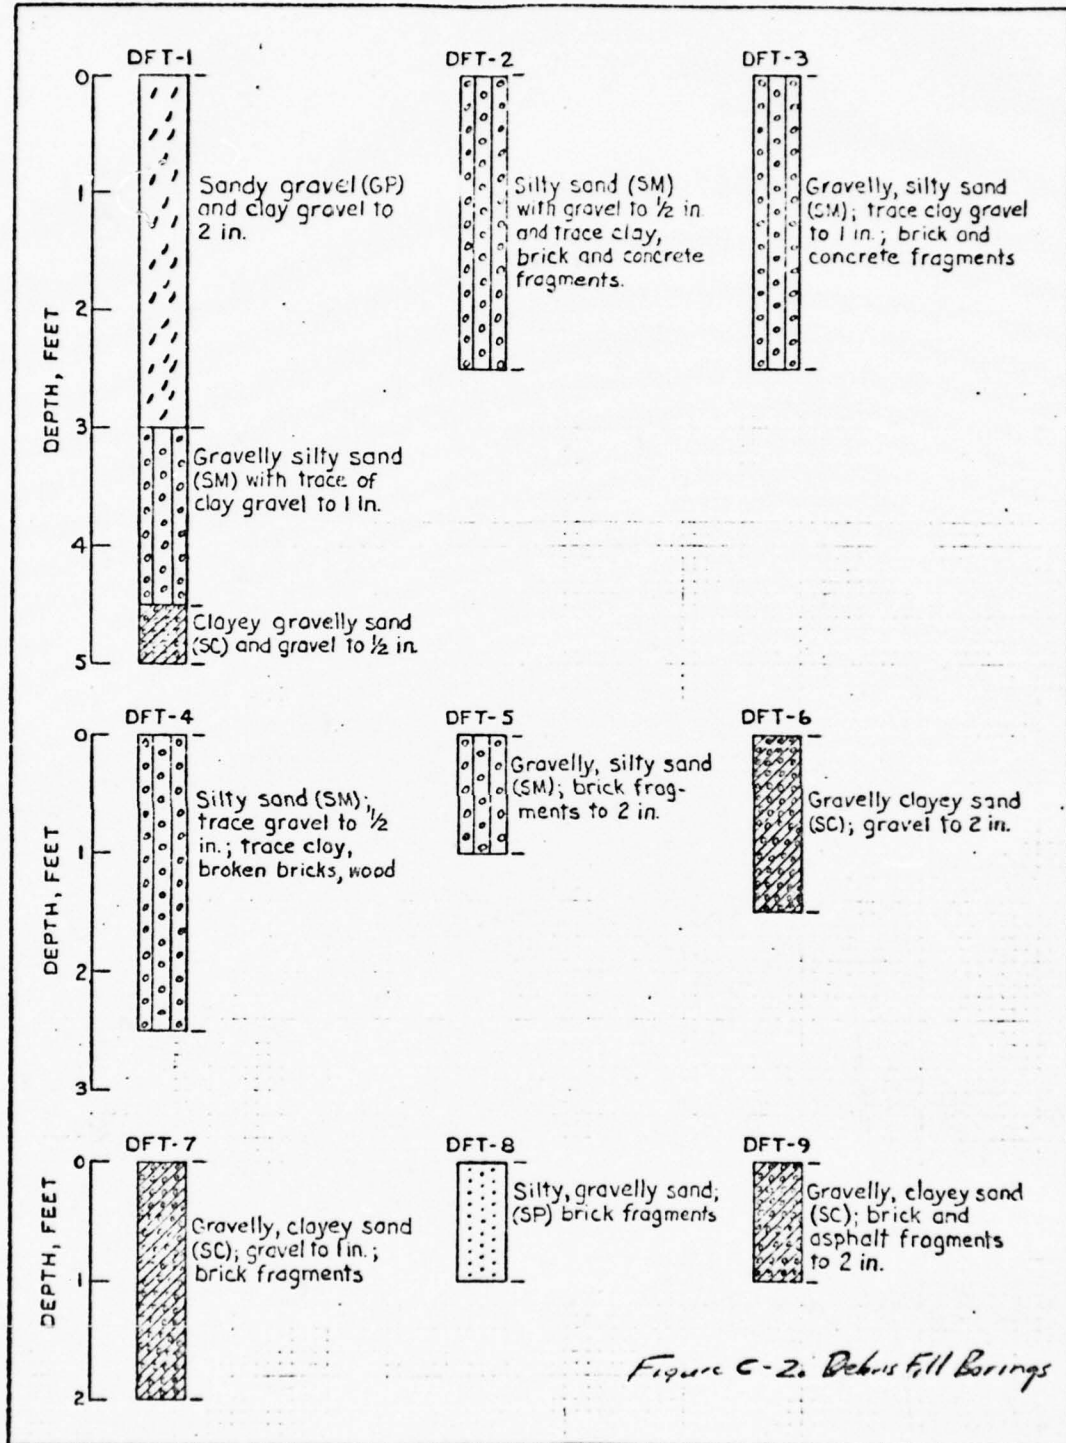 DFT-1
DFT-2
DFT-3
0
1
2
3
4
5
DEPTH, FEET
Sandy gravel (GP)
and clay gravel to
2 in.
Gravelly silty sand
(SM) with trace of
clay gravel to 1 in.
Clayey gravelly sand
(SC) and gravel to 1/2 in.
Silty sand (SM)
with gravel to 1/2 in
and trace clay,
brick and concrete
fragments.
Gravelly, silty sand
(SM); trace clay gravel
to 1 in.; brick and
concrete fragments
DFT-4
DFT-5
DFT-6
0
1
2
3
DEPTH, FEET
Silty sand (SM);
trace gravel to 1/2
in.; trace clay,
broken bricks, wood
Gravelly, silty sand
(SM); brick frag-
ments to 2 in.
Gravelly clayey sand
(SC); gravel to 2 in.
DFT-7
DFT-8
DFT-9
0
1
2
DEPTH, FEET
Gravelly, clayey sand
(SC); gravel to 1 in.;
brick fragments
Silty, gravelly sand;
(SP) brick fragments
Gravelly, clayey sand
(SC); brick and
asphalt fragments
to 2 in.
Figure C-2. Debris Fill Borings